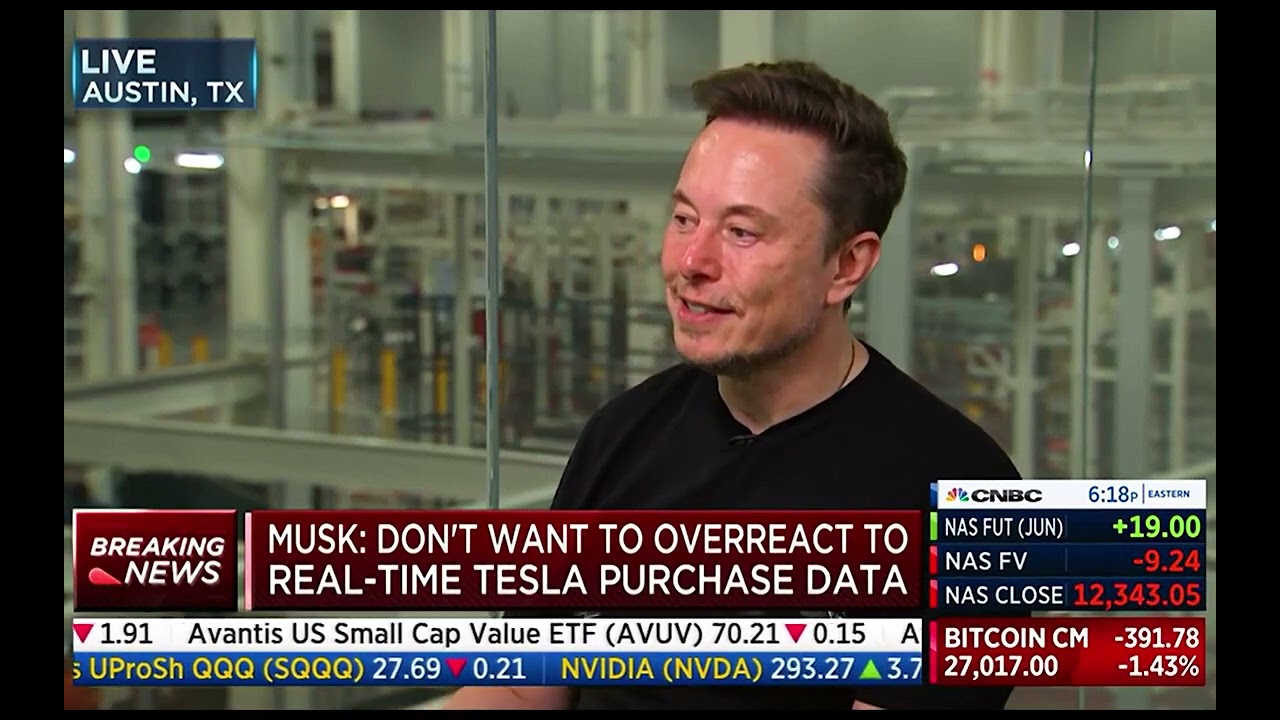 LIVE
AUSTIN, TX
BREAKING
NEWS
MUSK: DON'T WANT TO OVERREACT TO
REAL-TIME TESLA PURCHASE DATA
CNBC 6:18P EASTERN
NAS FUT (JUN) +19.00
NAS FV -9.24
NAS CLOSE 12,343.05
BITCOIN CM -391.78
27,017.00 -1.43%
▼ 1.91 Avantis US Small Cap Value ETF (AVUV) 70.21 ▼ 0.15 A
s UProSh QQQ (SQQQ) 27.69 ▼ 0.21 NVIDIA (NVDA) 293.27 ▲ 3.7